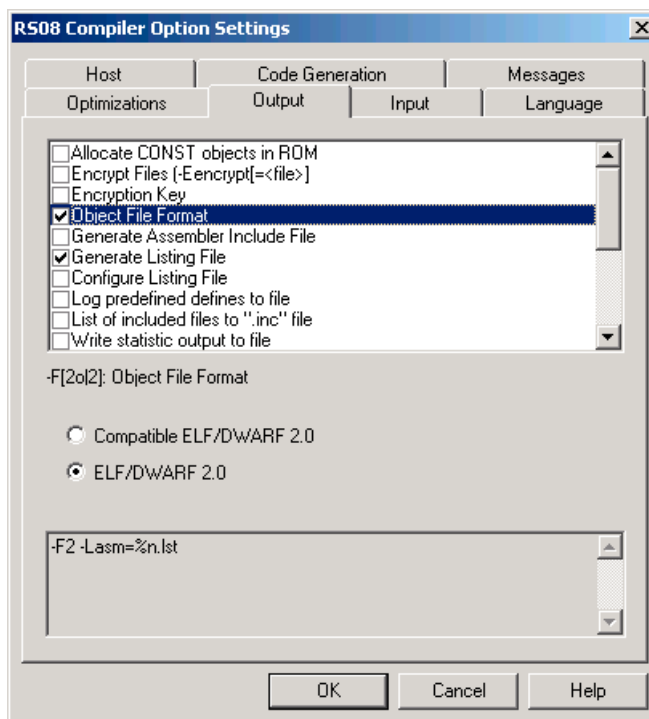 RS08 Compiler Option Settings
Host
Code Generation
Messages
Optimizations
Output
Input
Language
Allocate CONST objects in ROM
Encrypt Files (-Eencrypt[=<file>]
Encryption Key
Object File Format
Generate Assembler Include File
Generate Listing File
Configure Listing File
Log predefined defines to file
List of included files to ".inc" file
Write statistic output to file
-F[2o|2]: Object File Format
Compatible ELF/DWARF 2.0
ELF/DWARF 2.0
-F2 -Lasm=%n.lst
OK
Cancel
Help